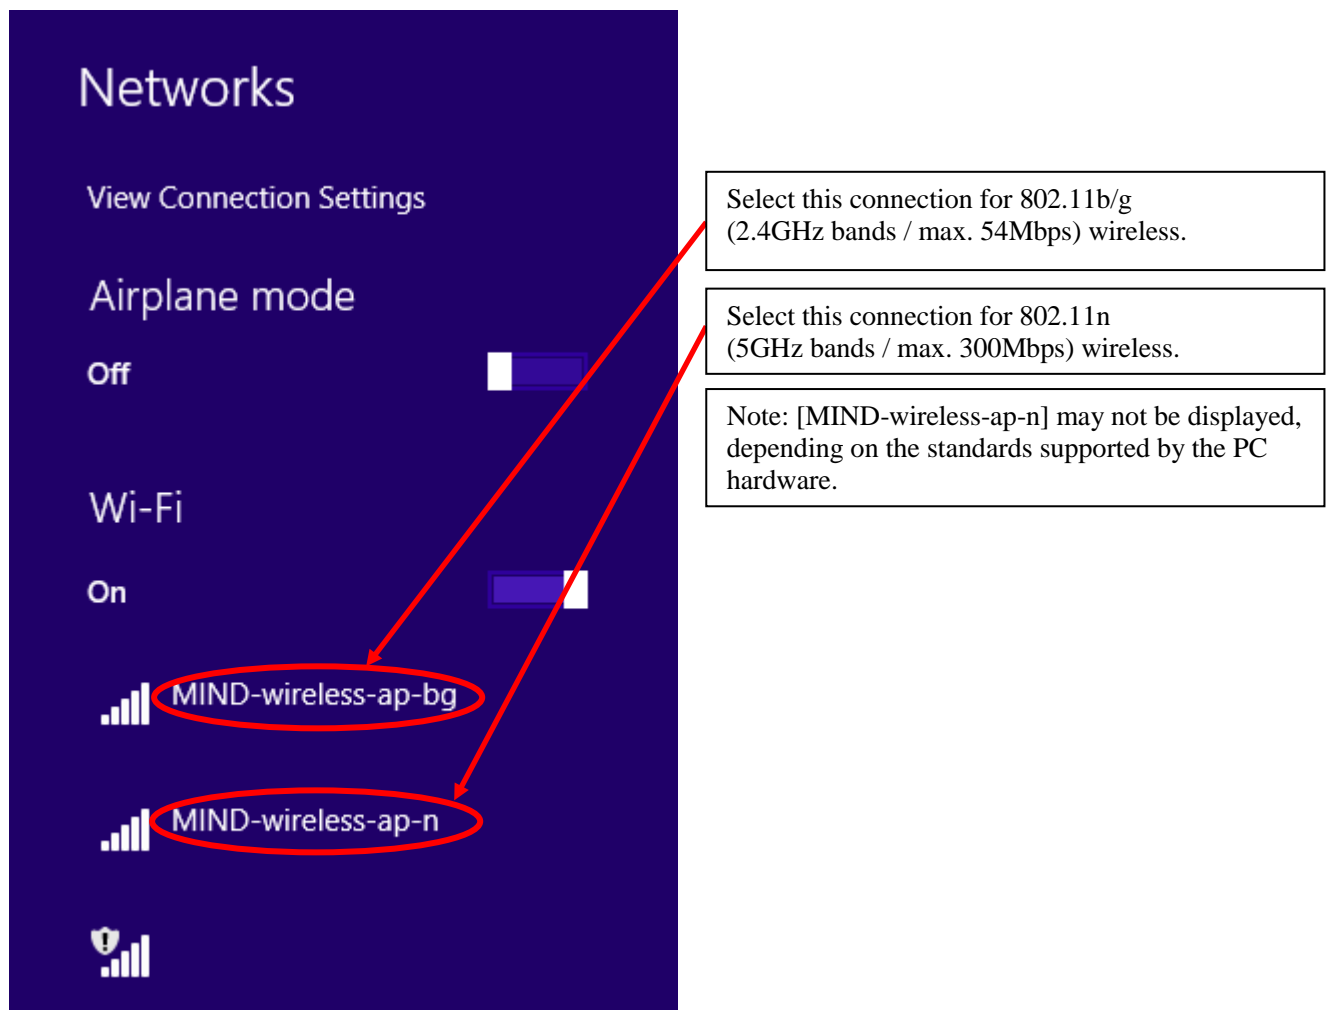 Networks
View Connection Settings
Airplane mode
Off
Wi-Fi
On
MIND-wireless-ap-bg
MIND-wireless-ap-n
Select this connection for 802.11b/g
(2.4GHz bands / max. 54Mbps) wireless.
Select this connection for 802.11n
(5GHz bands / max. 300Mbps) wireless.
Note: [MIND-wireless-ap-n] may not be displayed,
depending on the standards supported by the PC
hardware.